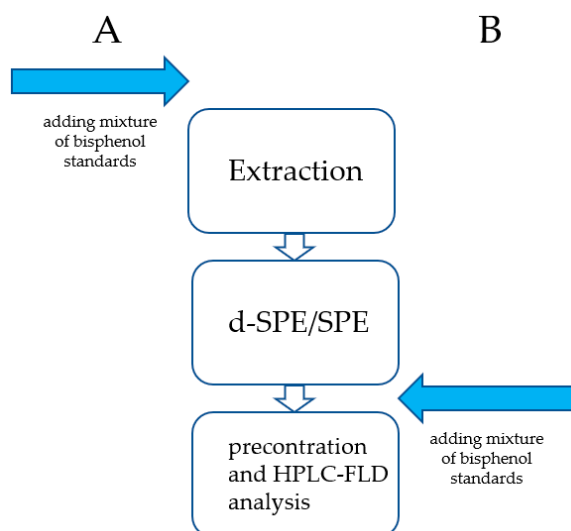 A
B
adding mixture
of bisphenol
standards
Extraction
d-SPE/SPE
precontration
and HPLC-FLD
analysis
adding mixture
of bisphenol
standards